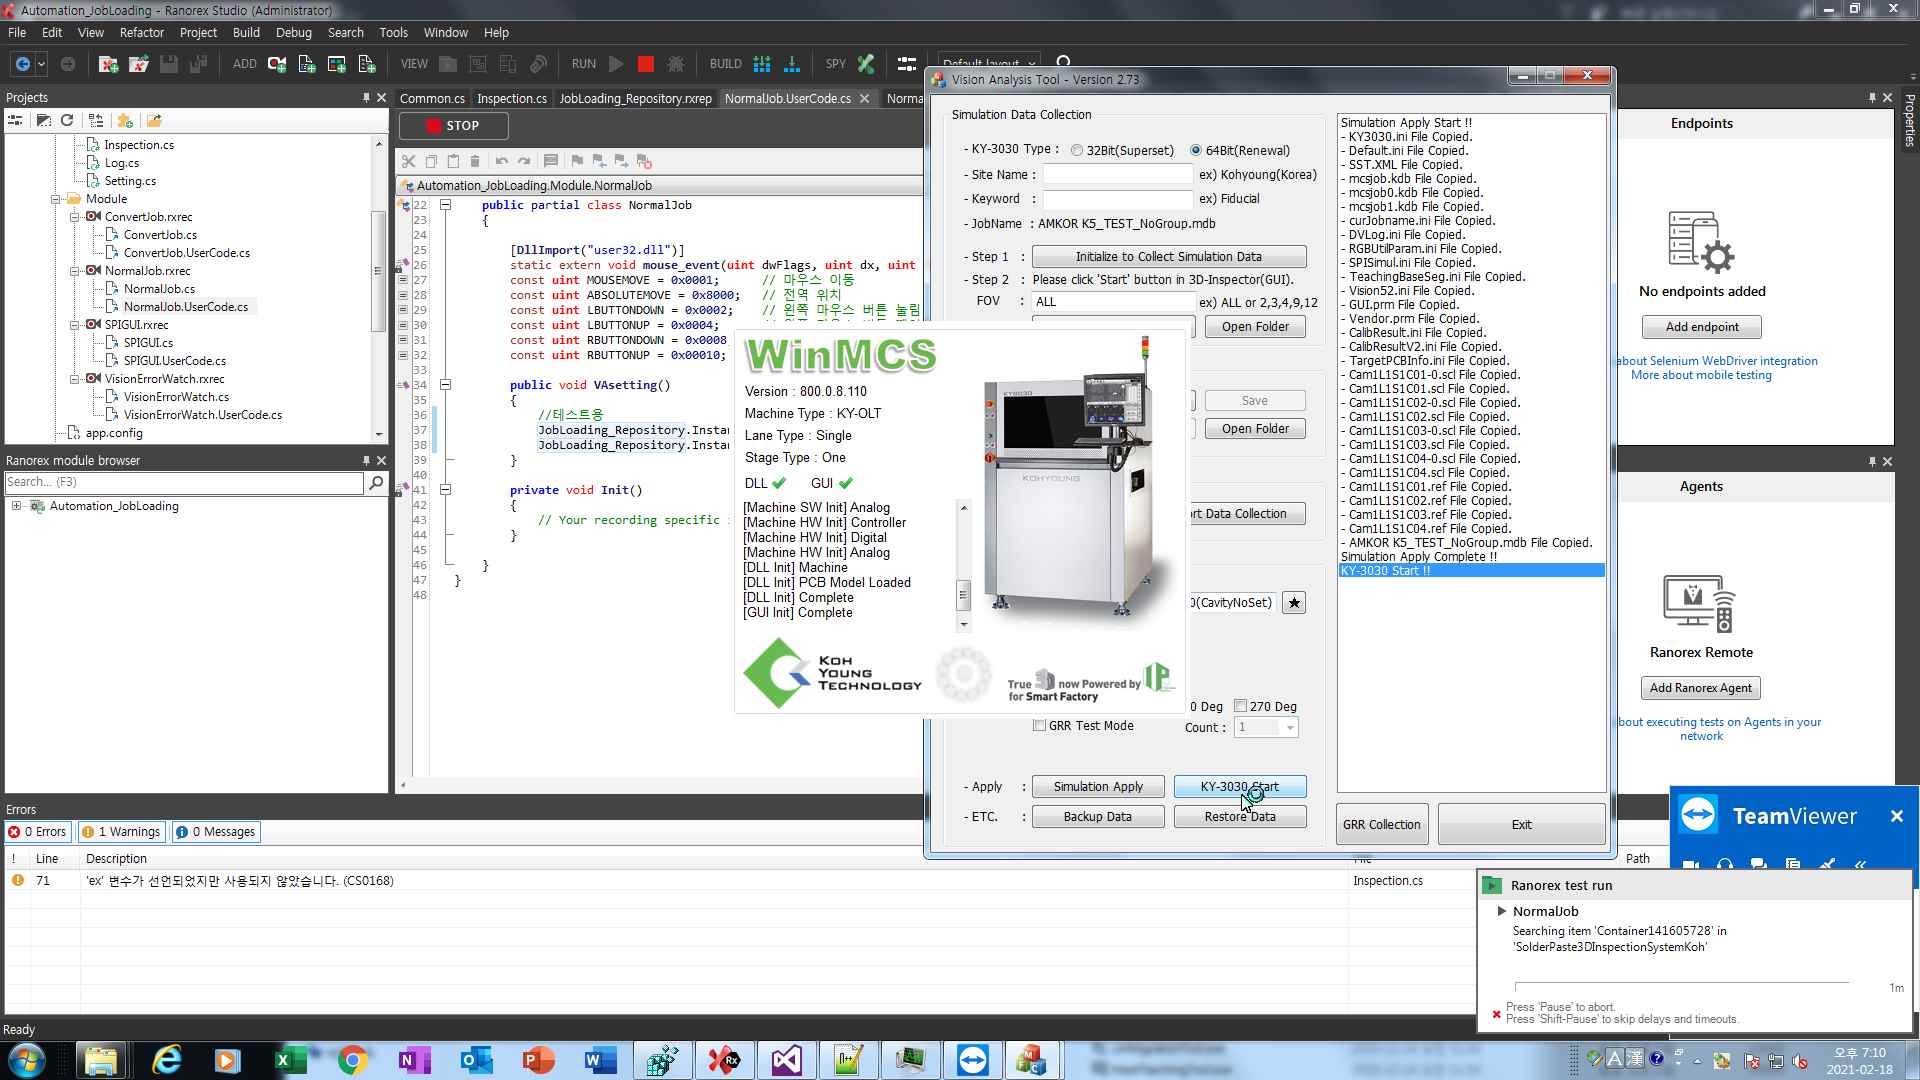 Automation_JobLoading - Ranorex Studio (Administrator)
File Edit View Refactor Project Build Debug Search Tools Window Help
ADD VIEW RUN BUILD SPY Default layout
Projects
Inspection.cs
Log.cs
Setting.cs
Module
ConvertJob.rxrec
ConvertJob.cs
ConvertJob.UserCode.cs
NormalJob.rxrec
NormalJob.cs
NormalJob.UserCode.cs
SPIGUI.rxrec
SPIGUI.cs
SPIGUI.UserCode.cs
VisionErrorWatch.rxrec
VisionErrorWatch.cs
VisionErrorWatch.UserCode.cs
app.config
Ranorex module browser
Search... (F3)
Automation_JobLoading
Common.cs Inspection.cs JobLoading_Repository.rxrep NormalJob.UserCode.cs Norma
STOP
Automation_JobLoading.Module.NormalJob
22 public partial class NormalJob
23 {
24
25 [DllImport("user32.dll")]
26 static extern void mouse_event(uint dwFlags, uint dx, uint
27 const uint MOUSEMOVE = 0x0001; // 마우스 이동
28 const uint ABSOLUTEMOVE = 0x8000; // 전역 위치
29 const uint LBUTTONDOWN = 0x0002; // 왼쪽 마우스 버튼 눌림
30 const uint LBUTTONUP = 0x0004;
31 const uint RBUTTONDOWN = 0x0008
32 const uint RBUTTONUP = 0x00010;
33
34 public void VAsetting()
35 {
36 //테스트용
37 JobLoading_Repository.Insta
38 JobLoading_Repository.Insta
39 }
40
41 private void Init()
42 {
43 // Your recording specific
44 }
45
46 }
47 }
48
WinMCS
Version : 800.0.8.110
Machine Type : KY-OLT
Lane Type : Single
Stage Type : One
DLL GUI
[Machine SW Init] Analog
[Machine HW Init] Controller
[Machine HW Init] Digital
[Machine HW Init] Analog
[DLL Init] Machine
[DLL Init] PCB Model Loaded
[DLL Init] Complete
[GUI Init] Complete
KY8030
KOHYOUNG
KOH YOUNG TECHNOLOGY
True 3D now Powered by IP
for Smart Factory
Vision Analysis Tool - Version 2.73
Simulation Data Collection
- KY-3030 Type : 32Bit(Superset) 64Bit(Renewal)
- Site Name : ex) Kohyoung(Korea)
- Keyword : ex) Fiducial
- JobName : AMKOR K5_TEST_NoGroup.mdb
- Step 1 : Initialize to Collect Simulation Data
- Step 2 : Please click 'Start' button in 3D-Inspector(GUI).
FOV : ALL ex) ALL or 2,3,4,9,12
Open Folder
Save
Open Folder
rt Data Collection
0(CavityNoSet) ★
0 Deg 270 Deg
GRR Test Mode Count : 1
- Apply : Simulation Apply KY-3030 Start
- ETC. : Backup Data Restore Data
Simulation Apply Start !!
- KY3030.ini File Copied.
- Default.ini File Copied.
- SST.XML File Copied.
- mcsjob.kdb File Copied.
- mcsjob0.kdb File Copied.
- mcsjob1.kdb File Copied.
- curJobname.ini File Copied.
- DVLog.ini File Copied.
- RGBUtilParam.ini File Copied.
- SPISimul.ini File Copied.
- TeachingBaseSeg.ini File Copied.
- Vision52.ini File Copied.
- GUI.prm File Copied.
- Vendor.prm File Copied.
- CalibResult.ini File Copied.
- CalibResultV2.ini File Copied.
- TargetPCBInfo.ini File Copied.
- Cam1L1S1C01-0.scl File Copied.
- Cam1L1S1C01.scl File Copied.
- Cam1L1S1C02-0.scl File Copied.
- Cam1L1S1C02.scl File Copied.
- Cam1L1S1C03-0.scl File Copied.
- Cam1L1S1C03.scl File Copied.
- Cam1L1S1C04-0.scl File Copied.
- Cam1L1S1C04.scl File Copied.
- Cam1L1S1C01.ref File Copied.
- Cam1L1S1C02.ref File Copied.
- Cam1L1S1C03.ref File Copied.
- Cam1L1S1C04.ref File Copied.
- AMKOR K5_TEST_NoGroup.mdb File Copied.
Simulation Apply Complete !!
KY-3030 Start !!
GRR Collection Exit
Properties
Endpoints
No endpoints added
Add endpoint
about Selenium WebDriver integration
More about mobile testing
Agents
Ranorex Remote
Add Ranorex Agent
bout executing tests on Agents in your
network
Errors
0 Errors 1 Warnings 0 Messages
! Line Description File Path
71 'ex' 변수가 선언되었지만 사용되지 않았습니다. (CS0168) Inspection.cs
TeamViewer
Ranorex test run
NormalJob
Searching item 'Container141605728' in
'SolderPaste3DInspectionSystemKoh'
1m
Press 'Pause' to abort.
Press 'Shift-Pause' to skip delays and timeouts.
Ready
A 漢
오후 7:10
2021-02-18